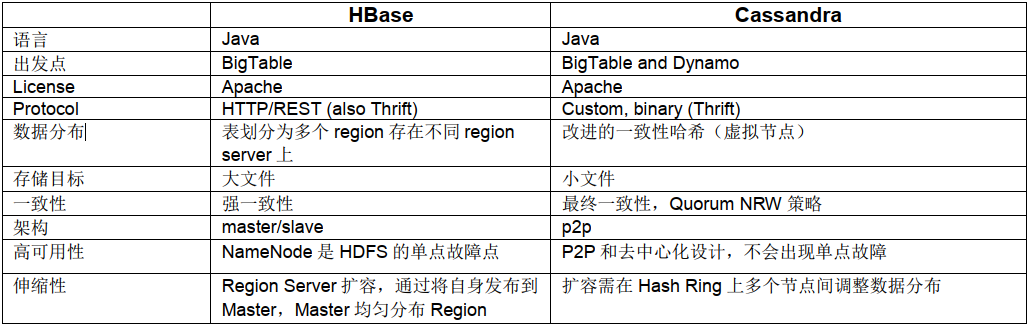 HBase Cassandra
语言 Java Java
出发点 BigTable BigTable and Dynamo
License Apache Apache
Protocol HTTP/REST (also Thrift) Custom, binary (Thrift)
数据分布 表划分为多个 region 存在不同 region 改进的一致性哈希（虚拟节点）
server 上
存储目标 大文件 小文件
一致性 强一致性 最终一致性，Quorum NRW 策略
架构 master/slave p2p
高可用性 NameNode 是 HDFS 的单点故障点 P2P 和去中心化设计，不会出现单点故障
伸缩性 Region Server 扩容，通过将自身发布到 扩容需在 Hash Ring 上多个节点间调整数据分布
Master，Master 均匀分布 Region